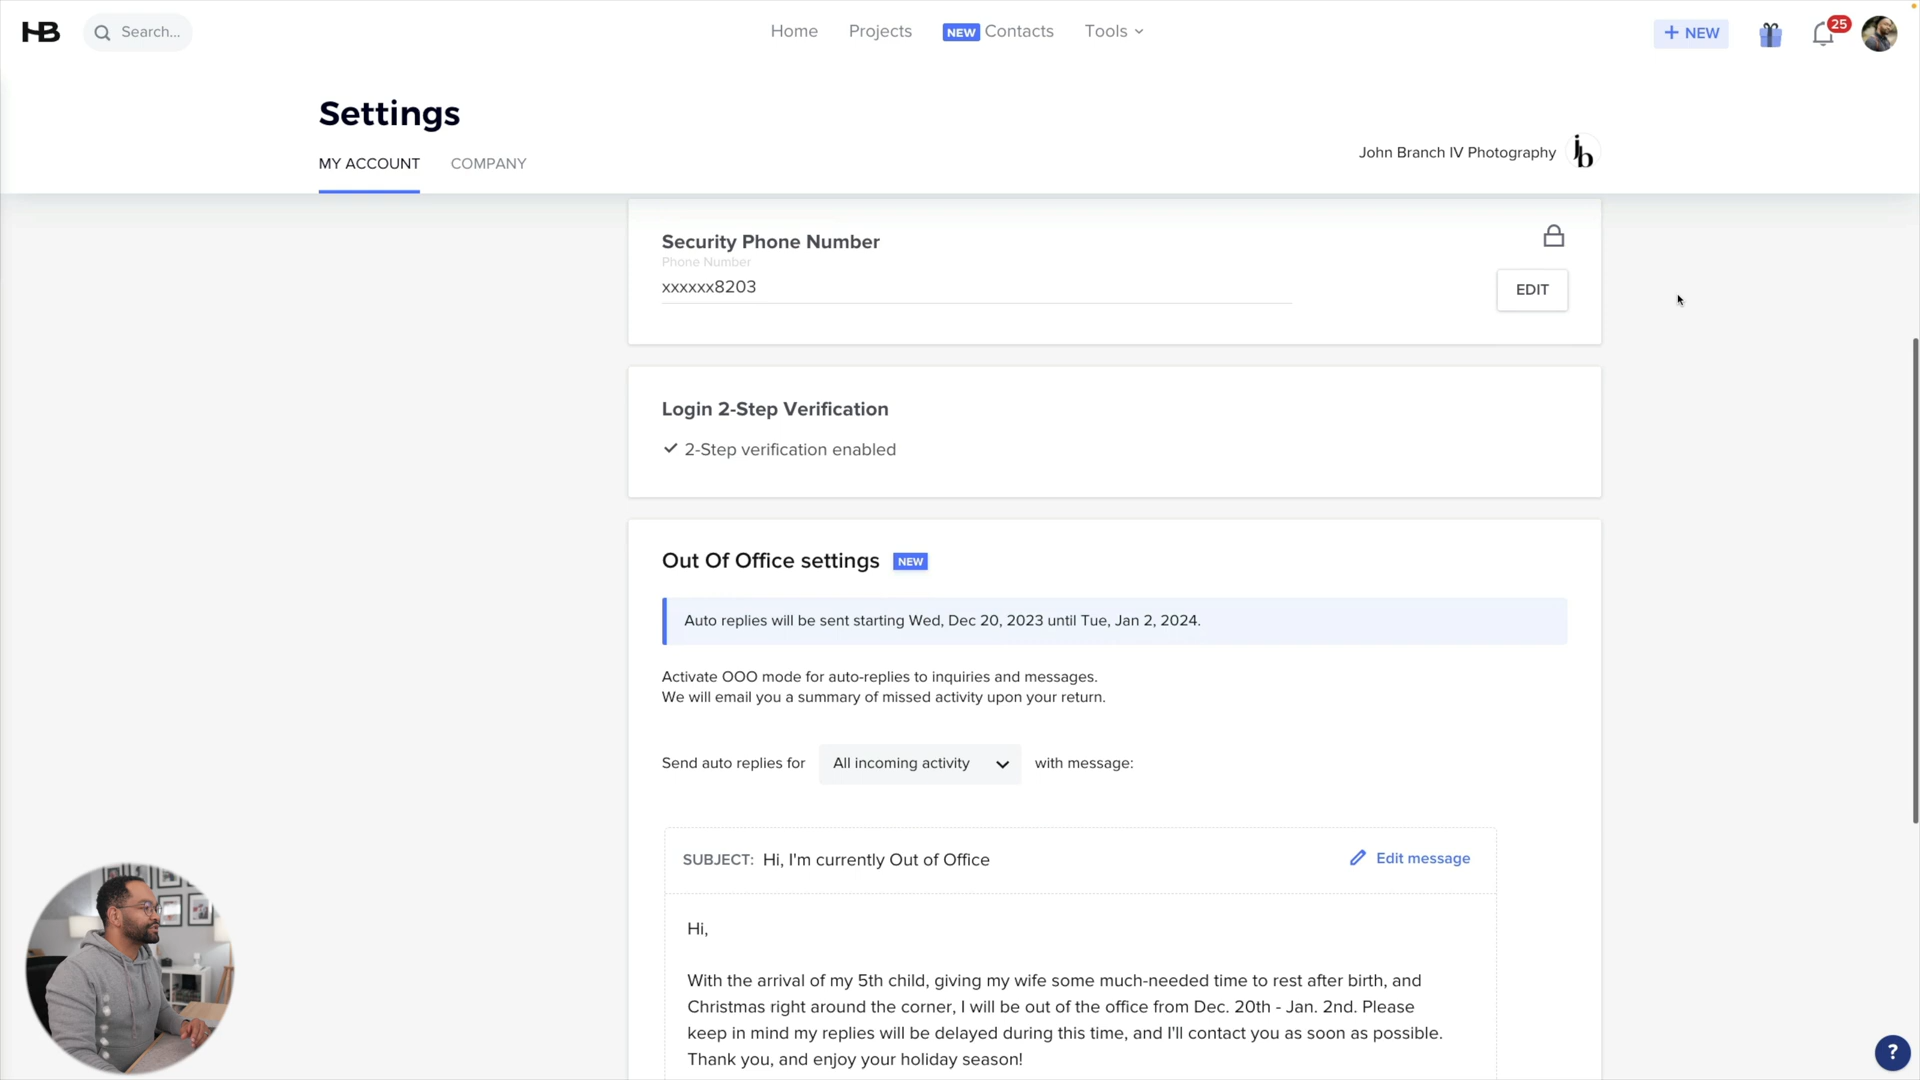 HB
Search...
Home
Projects
NEW Contacts
Tools
+ NEW
25
Settings
MY ACCOUNT
COMPANY
John Branch IV Photography
jb
Security Phone Number
Phone Number
xxxxxx8203
EDIT
Login 2-Step Verification
2-Step verification enabled
Out Of Office settings NEW
Auto replies will be sent starting Wed, Dec 20, 2023 until Tue, Jan 2, 2024.
Activate OOO mode for auto-replies to inquiries and messages.
We will email you a summary of missed activity upon your return.
Send auto replies for All incoming activity with message:
SUBJECT: Hi, I'm currently Out of Office
Edit message
Hi,
With the arrival of my 5th child, giving my wife some much-needed time to rest after birth, and
Christmas right around the corner, I will be out of the office from Dec. 20th - Jan. 2nd. Please
keep in mind my replies will be delayed during this time, and I'll contact you as soon as possible.
Thank you, and enjoy your holiday season!
?